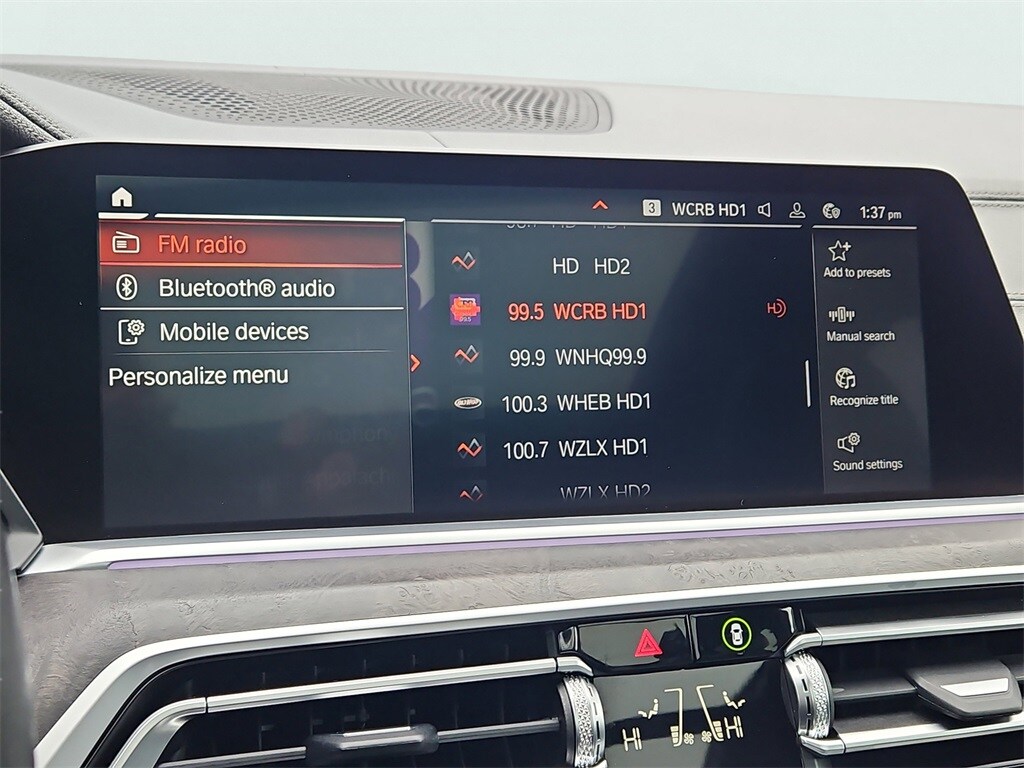 3 WCRB HD1 1:37 pm
FM radio
Bluetooth® audio
Mobile devices
Personalize menu
HD HD2
99.5 WCRB HD1 HD
99.9 WNHQ99.9
100.3 WHEB HD1
100.7 WZLX HD1
WZLX HD2
Add to presets
Manual search
Recognize title
Sound settings
HI HI